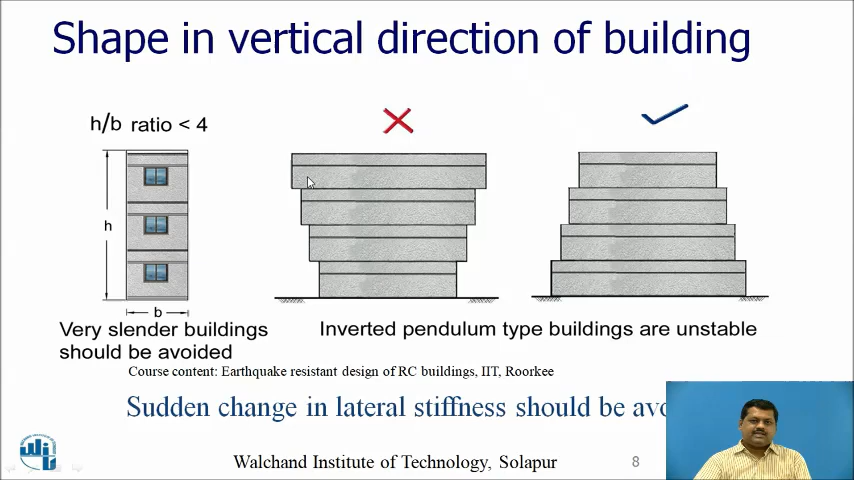 Shape in vertical direction of building
h/b ratio < 4
h
b
Very slender buildings
should be avoided
Inverted pendulum type buildings are unstable
Course content: Earthquake resistant design of RC buildings, IIT, Roorkee
Sudden change in lateral stiffness should be avo
Walchand Institute of Technology, Solapur
8